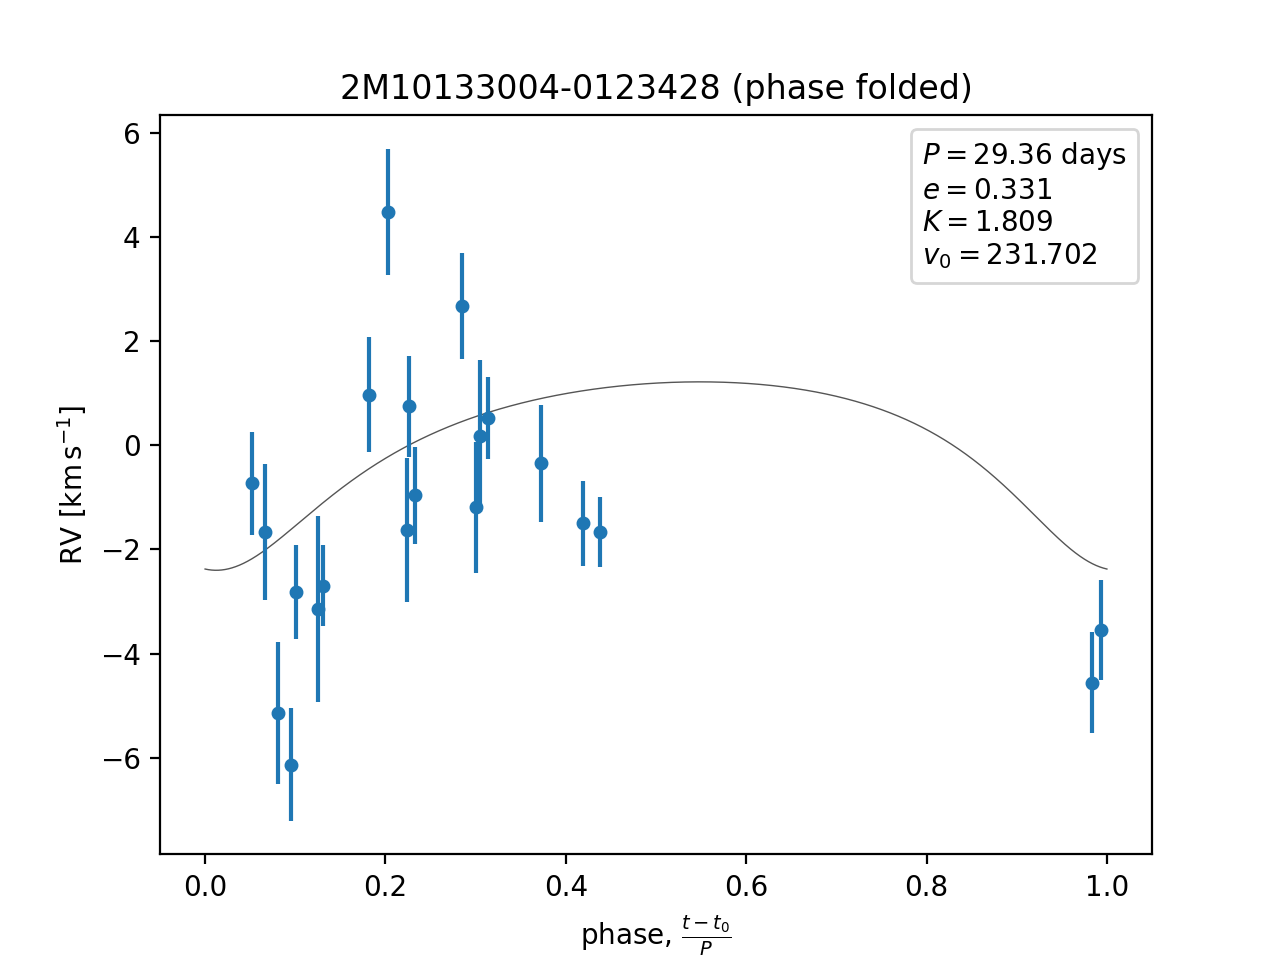 2M10133004-0123428 (phase folded)
P = 29.36 days
e = 0.331
K = 1.809
v₀ = 231.702
RV [km s⁻¹]
6
4
2
0
−2
−4
−6
0.0 0.2 0.4 0.6 0.8 1.0
phase, (t − t₀)/P